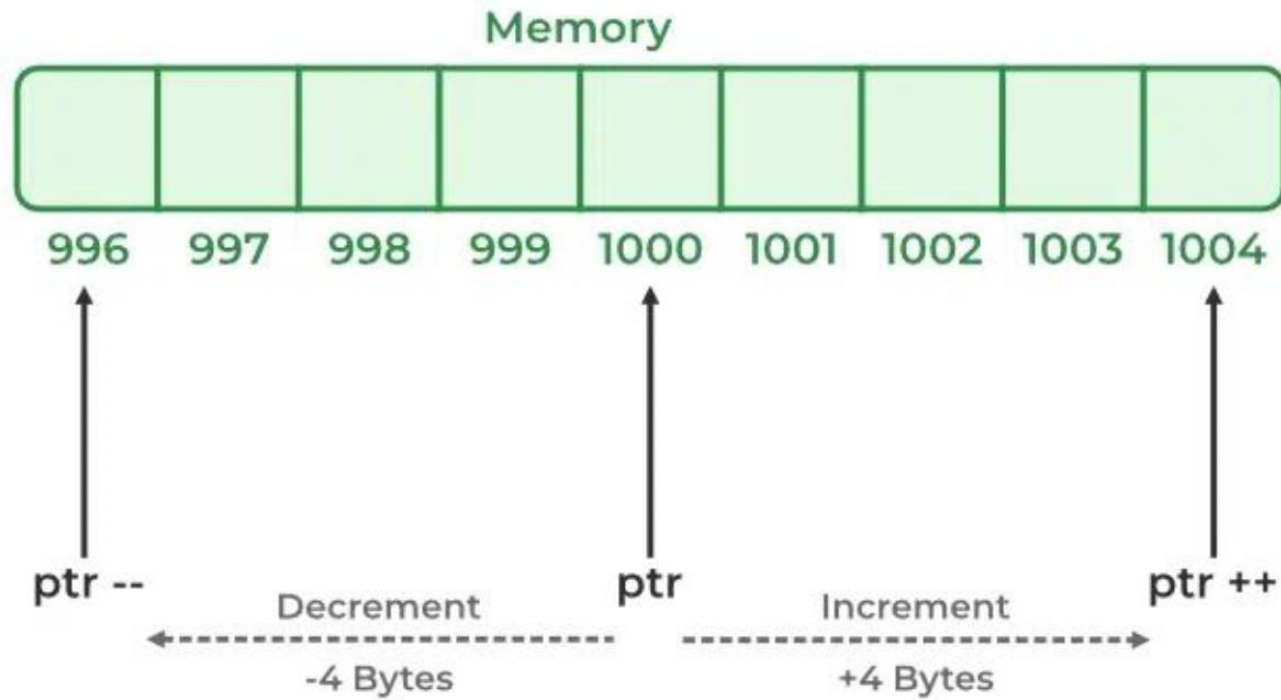 Memory
996 997 998 999 1000 1001 1002 1003 1004
ptr -- ptr ptr ++
Decrement Increment
-4 Bytes +4 Bytes